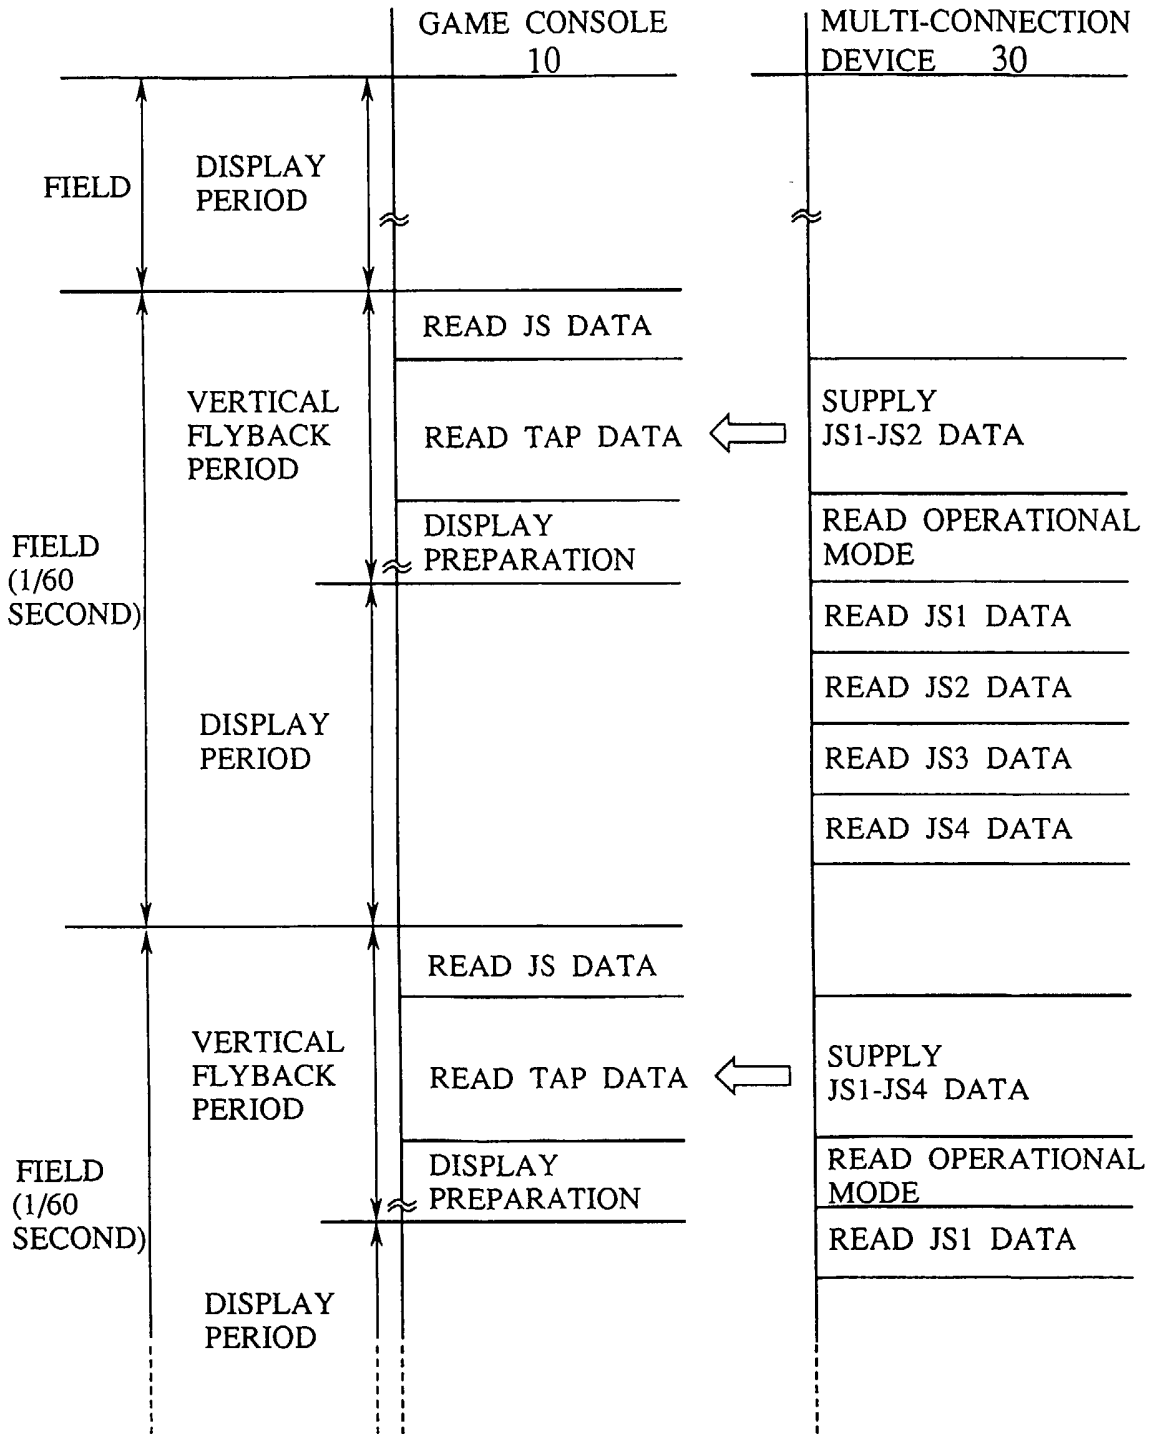 GAME CONSOLE
10
MULTI-CONNECTION
DEVICE 30
FIELD
DISPLAY
PERIOD
READ JS DATA
VERTICAL
FLYBACK
PERIOD
READ TAP DATA
SUPPLY
JS1-JS2 DATA
DISPLAY
PREPARATION
READ OPERATIONAL
MODE
FIELD
(1/60
SECOND)
READ JS1 DATA
READ JS2 DATA
DISPLAY
PERIOD
READ JS3 DATA
READ JS4 DATA
READ JS DATA
VERTICAL
FLYBACK
PERIOD
READ TAP DATA
SUPPLY
JS1-JS4 DATA
DISPLAY
PREPARATION
READ OPERATIONAL
MODE
FIELD
(1/60
SECOND)
READ JS1 DATA
DISPLAY
PERIOD